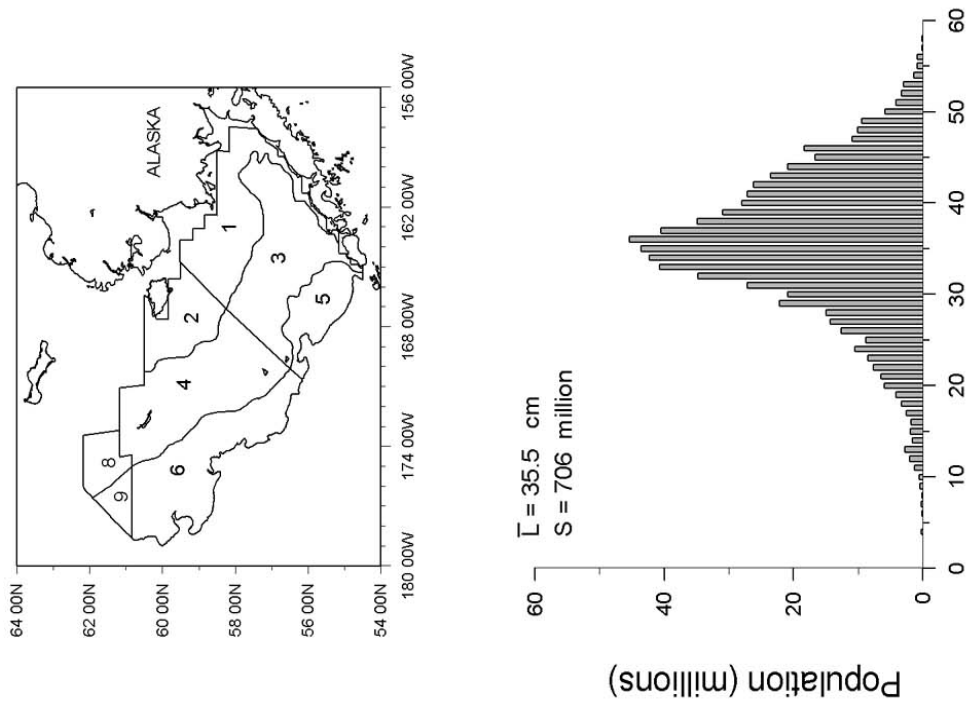 64 00N
62 00N
60 00N
58 00N
56 00N
54 00N
180 00W
174 00W
168 00W
162 00W
156 00W
ALASKA
1
2
3
4
5
6
8
9
L̅ = 35.5 cm
S = 706 million
Population (millions)
60
40
20
0
0
10
20
30
40
50
60